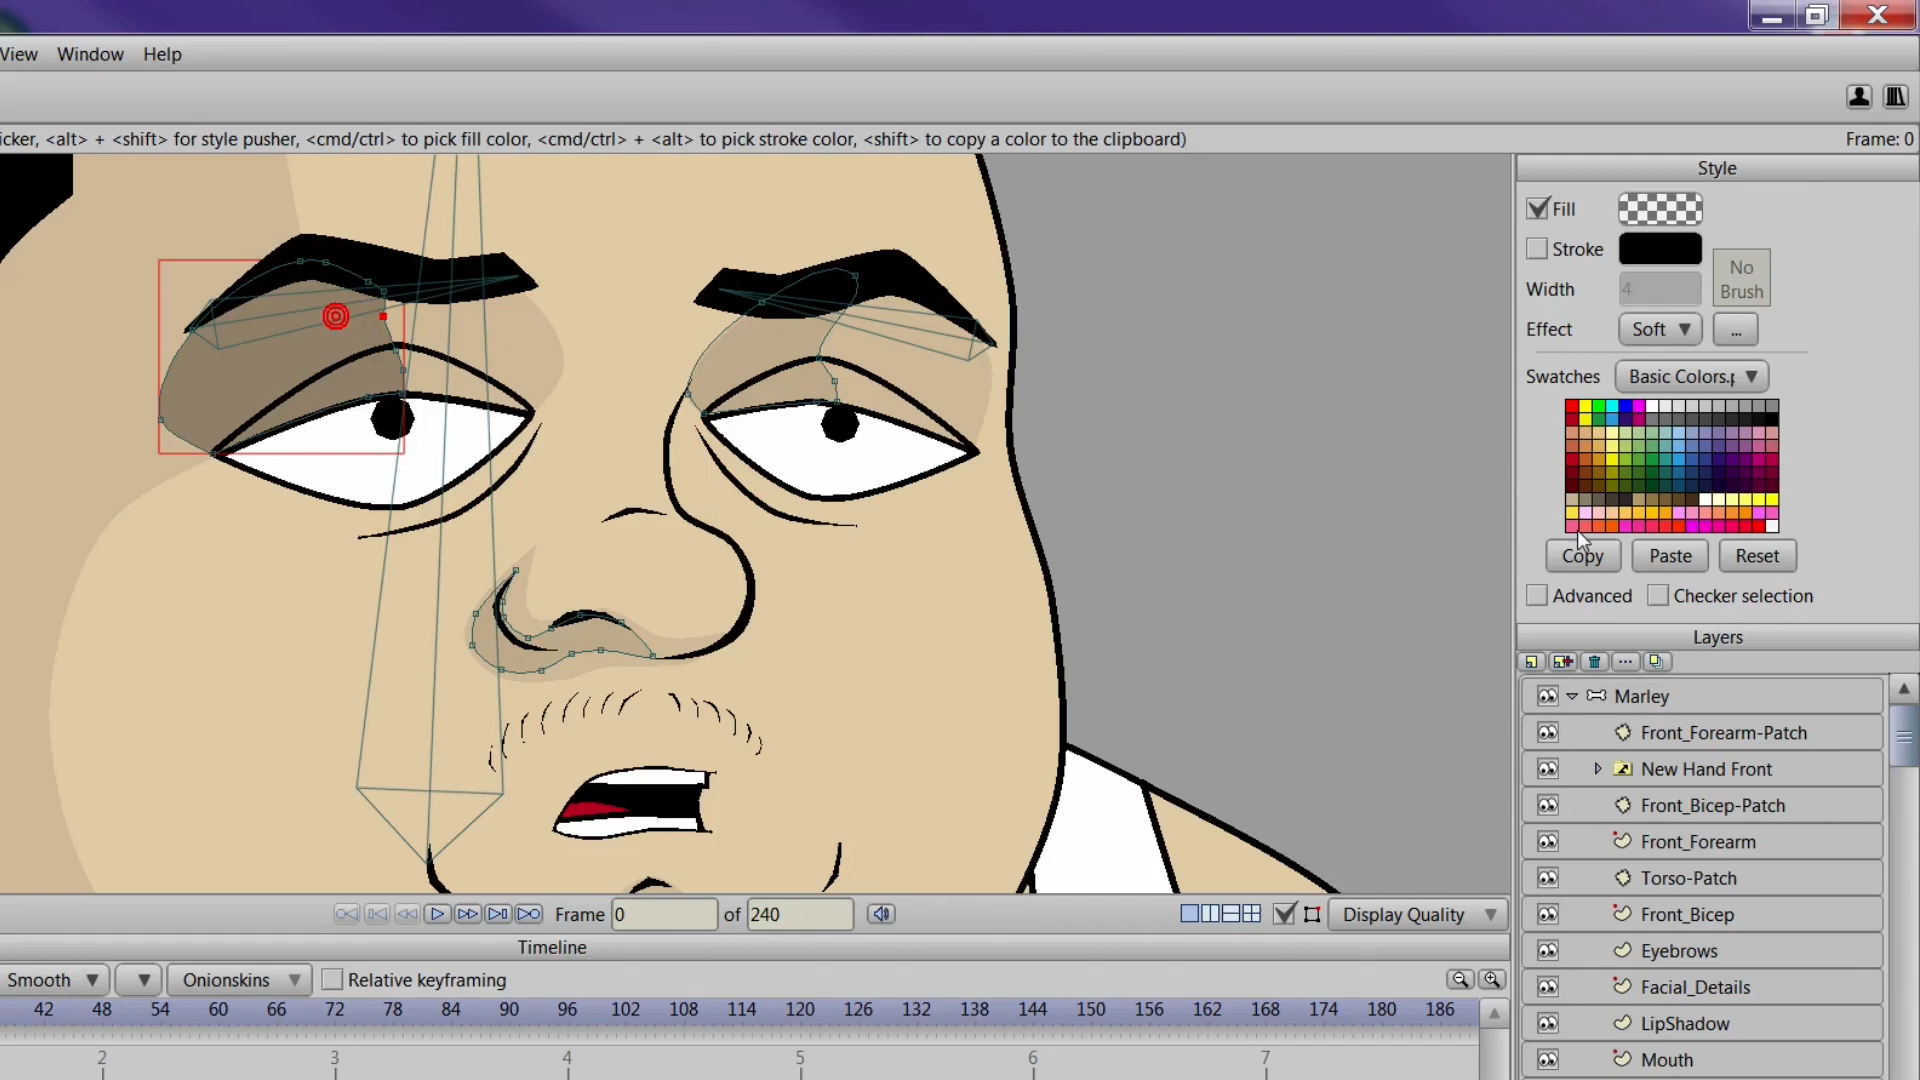 View Window Help
icker, <alt> + <shift> for style pusher, <cmd/ctrl> to pick fill color, <cmd/ctrl> + <alt> to pick stroke color, <shift> to copy a color to the clipboard)
Frame: 0
Style
Fill
Stroke
Width 4
No Brush
Effect Soft ...
Swatches Basic Colors.p
Copy Paste Reset
Advanced Checker selection
Layers
Marley
Front_Forearm-Patch
New Hand Front
Front_Bicep-Patch
Front_Forearm
Torso-Patch
Front_Bicep
Eyebrows
Facial_Details
LipShadow
Mouth
Frame 0 of 240 Display Quality
Timeline
Smooth Onionskins Relative keyframing
42 48 54 60 66 72 78 84 90 96 102 108 114 120 126 132 138 144 150 156 162 168 174 180 186
2 3 4 5 6 7